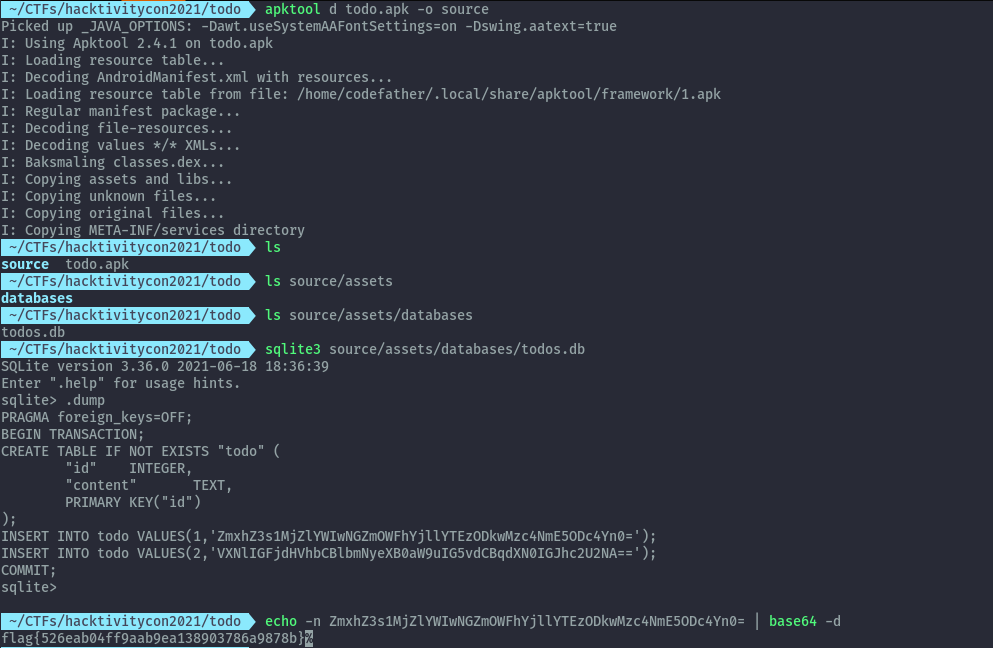 ~/CTFs/hacktivitycon2021/todo apktool d todo.apk -o source
Picked up _JAVA_OPTIONS: -Dawt.useSystemAAFontSettings=on -Dswing.aatext=true
I: Using Apktool 2.4.1 on todo.apk
I: Loading resource table...
I: Decoding AndroidManifest.xml with resources...
I: Loading resource table from file: /home/codefather/.local/share/apktool/framework/1.apk
I: Regular manifest package...
I: Decoding file-resources...
I: Decoding values */* XMLs...
I: Baksmaling classes.dex...
I: Copying assets and libs...
I: Copying unknown files...
I: Copying original files...
I: Copying META-INF/services directory
~/CTFs/hacktivitycon2021/todo ls
source  todo.apk
~/CTFs/hacktivitycon2021/todo ls source/assets
databases
~/CTFs/hacktivitycon2021/todo ls source/assets/databases
todos.db
~/CTFs/hacktivitycon2021/todo sqlite3 source/assets/databases/todos.db
SQLite version 3.36.0 2021-06-18 18:36:39
Enter ".help" for usage hints.
sqlite> .dump
PRAGMA foreign_keys=OFF;
BEGIN TRANSACTION;
CREATE TABLE IF NOT EXISTS "todo" (
        "id"    INTEGER,
        "content"       TEXT,
        PRIMARY KEY("id")
);
INSERT INTO todo VALUES(1,'ZmxhZ3s1MjZlYWIwNGZmOWFhYjllYTEzODkwMzc4NmE5ODc4Yn0=');
INSERT INTO todo VALUES(2,'VXNlIGFjdHVhbCBlbmNyeXB0aW9uIG5vdCBqdXN0IGJhc2U2NA==');
COMMIT;
sqlite>
~/CTFs/hacktivitycon2021/todo echo -n ZmxhZ3s1MjZlYWIwNGZmOWFhYjllYTEzODkwMzc4NmE5ODc4Yn0= | base64 -d
flag{526eab04ff9aab9ea138903786a9878b}%